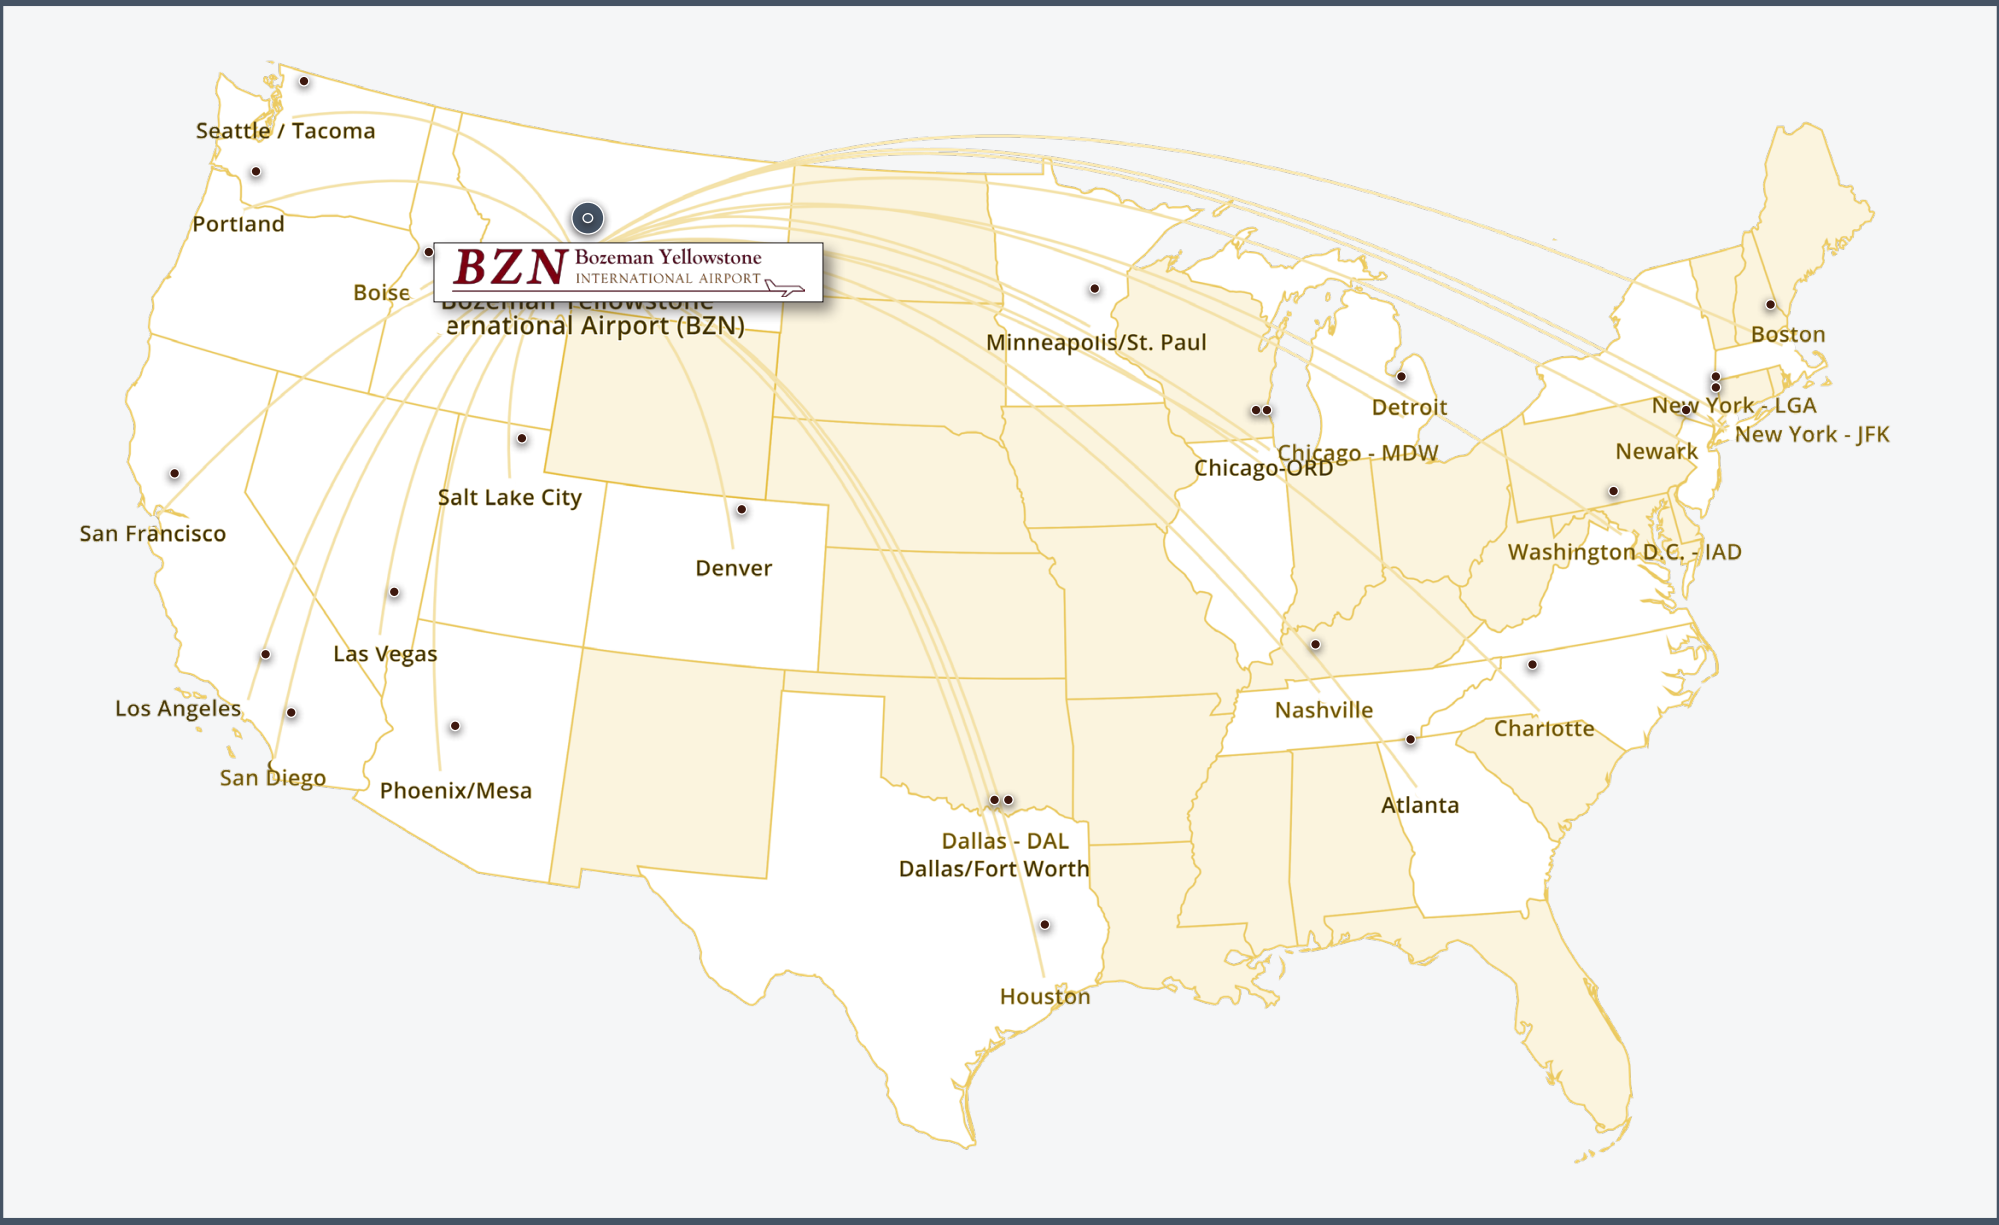 Seattle / Tacoma
Portland
Boise
BZN
Bozeman Yellowstone
INTERNATIONAL AIRPORT
Bozeman Yellowstone
ernational Airport (BZN)
Minneapolis/St. Paul
Boston
Detroit
New York - LGA
New York - JFK
Newark
Chicago - MDW
Chicago-ORD
Salt Lake City
San Francisco
Denver
Washington D.C. - IAD
Las Vegas
Los Angeles
Nashville
Charlotte
San Diego
Phoenix/Mesa
Atlanta
Dallas - DAL
Dallas/Fort Worth
Houston